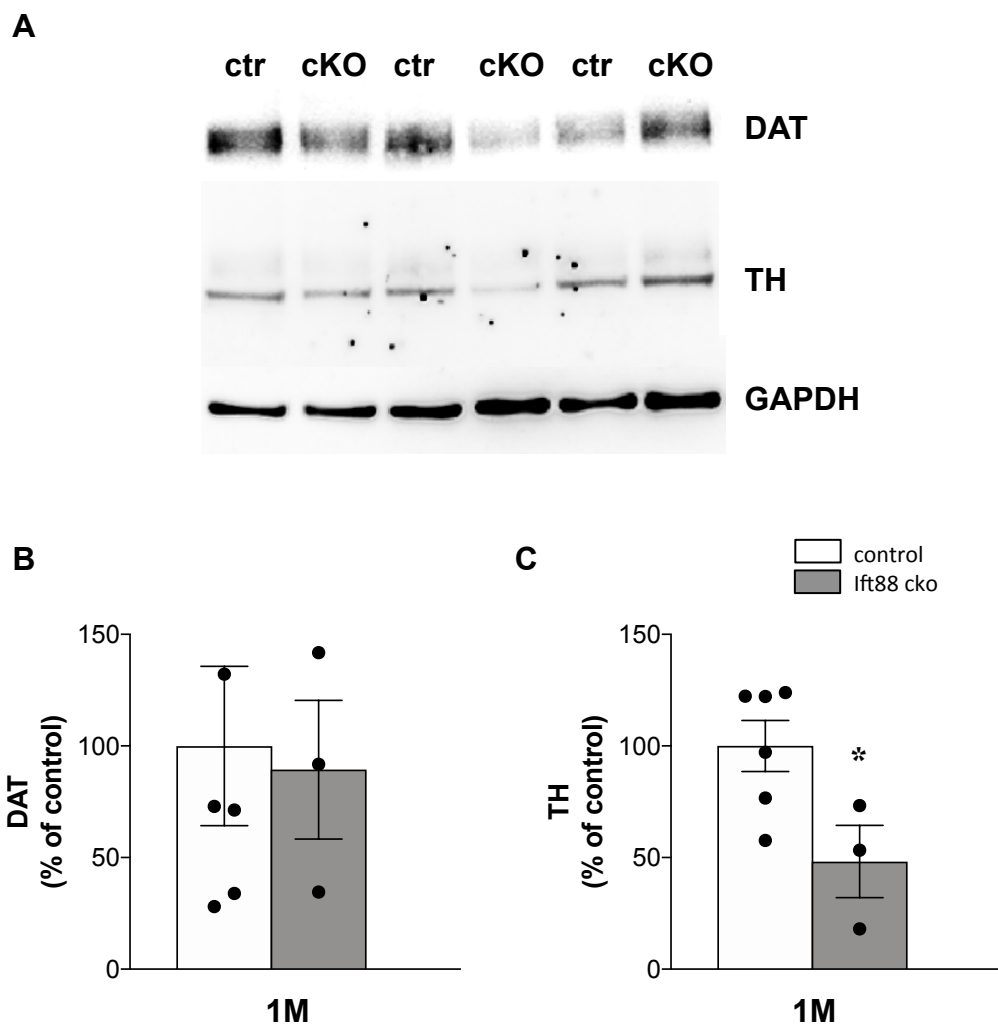 A
ctr cKO ctr cKO ctr cKO
DAT
TH
GAPDH
B
DAT
(% of control)
150
100
50
0
1M
C
control
Ift88 cko
TH
(% of control)
150
100
50
0
*
1M